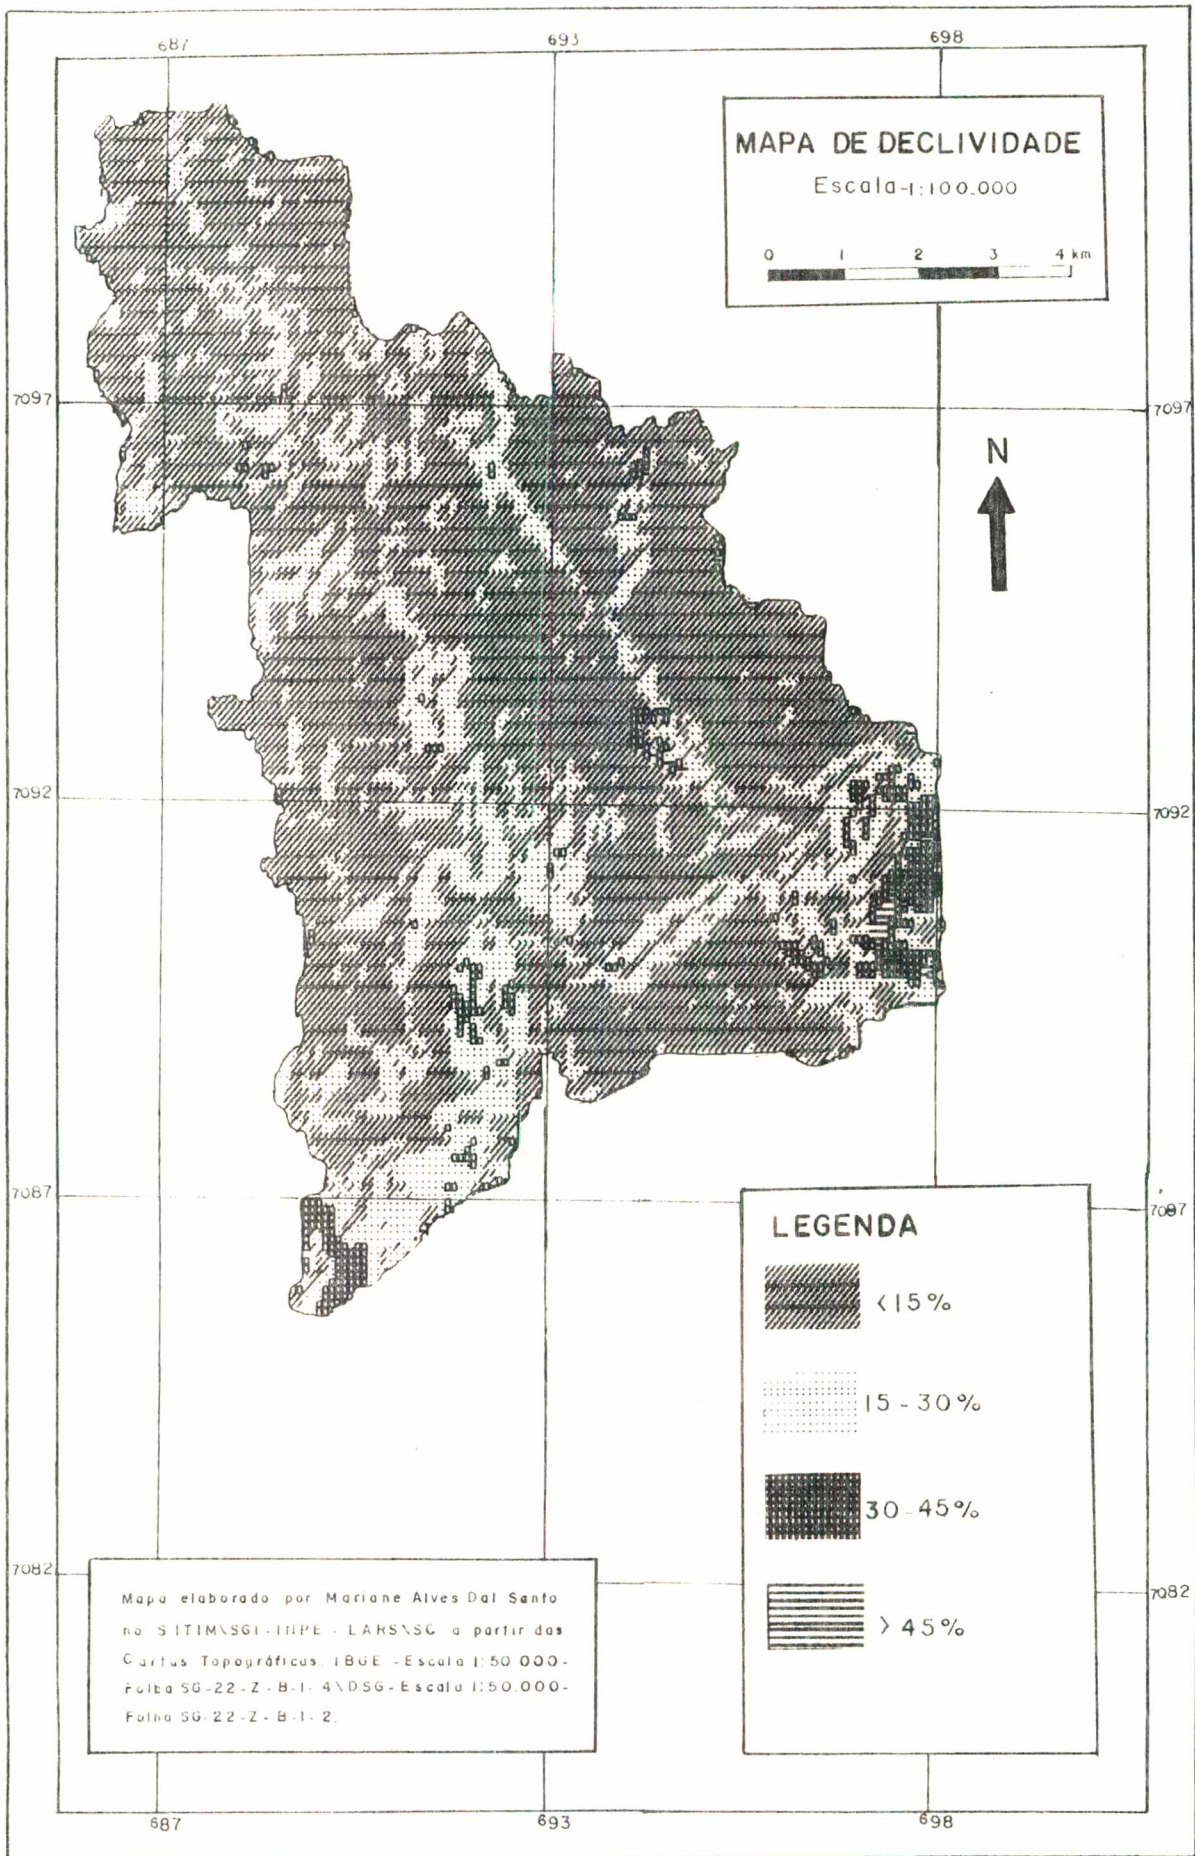 687 693 698
MAPA DE DECLIVIDADE
Escala-1:100.000
0 1 2 3 4 km
7097 7097
N
7092 7092
7087 7087
LEGENDA
<15%
15-30%
30-45%
> 45%
7082 7082
Mapa elaborado por Mariane Alves Dal Santo
no SITIM\SGI-INPE - LARS\SC a partir das
Cartas Topográficas: IBGE - Escala 1:50 000-
Folha SG-22-Z-B-I-4\DSG-Escala 1:50.000-
Folha SG-22-Z-B-I-2.
687 693 698